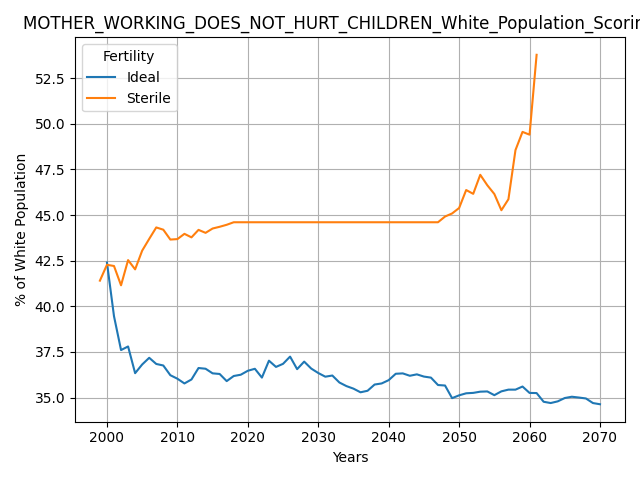 MOTHER_WORKING_DOES_NOT_HURT_CHILDREN_White_Population_Scorin
Fertility
Ideal
Sterile
% of White Population
52.5
50.0
47.5
45.0
42.5
40.0
37.5
35.0
2000 2010 2020 2030 2040 2050 2060 2070
Years